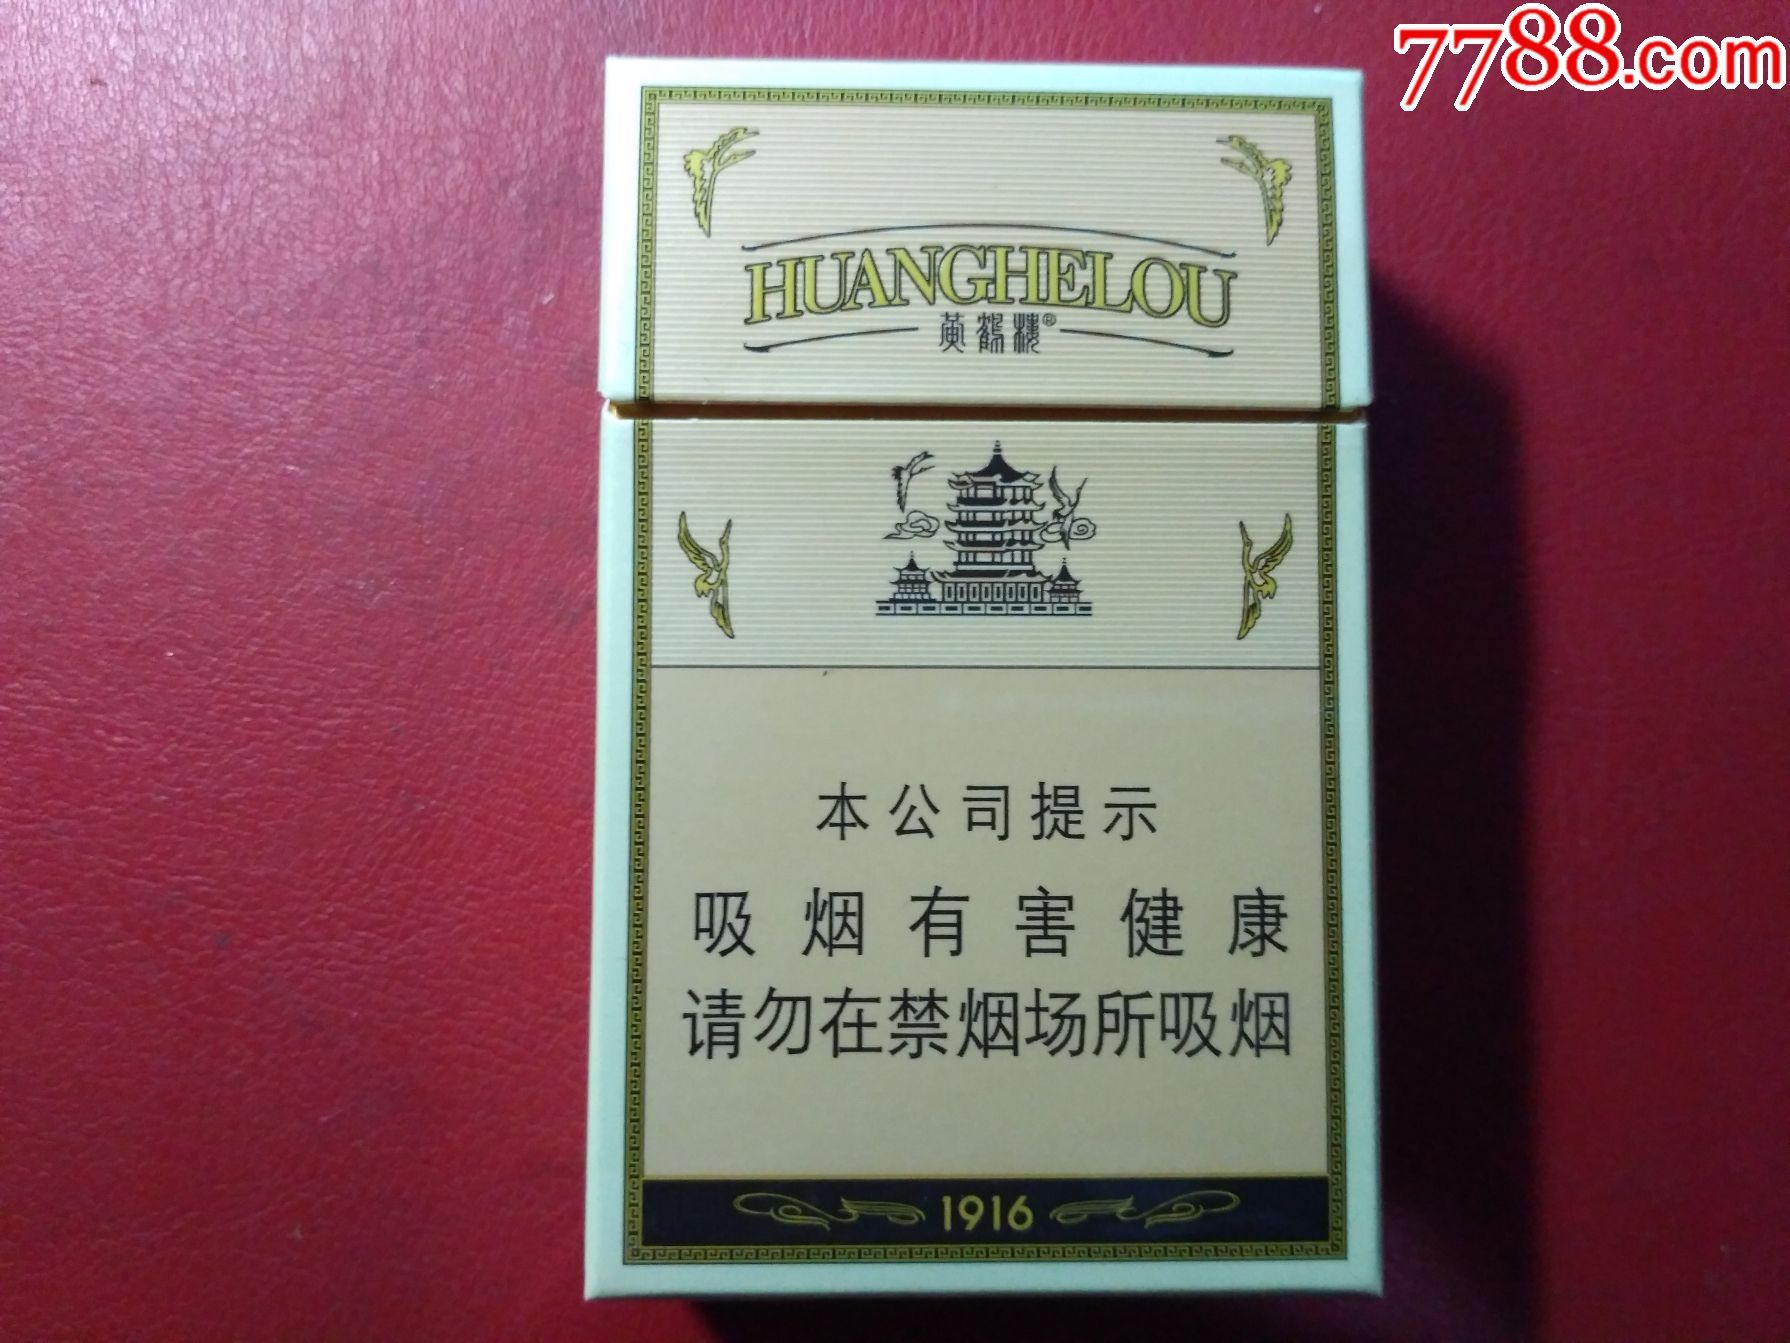 7788.com
HUANGHELOU
黄鹤楼®
本公司提示
吸烟有害健康
请勿在禁烟场所吸烟
1916